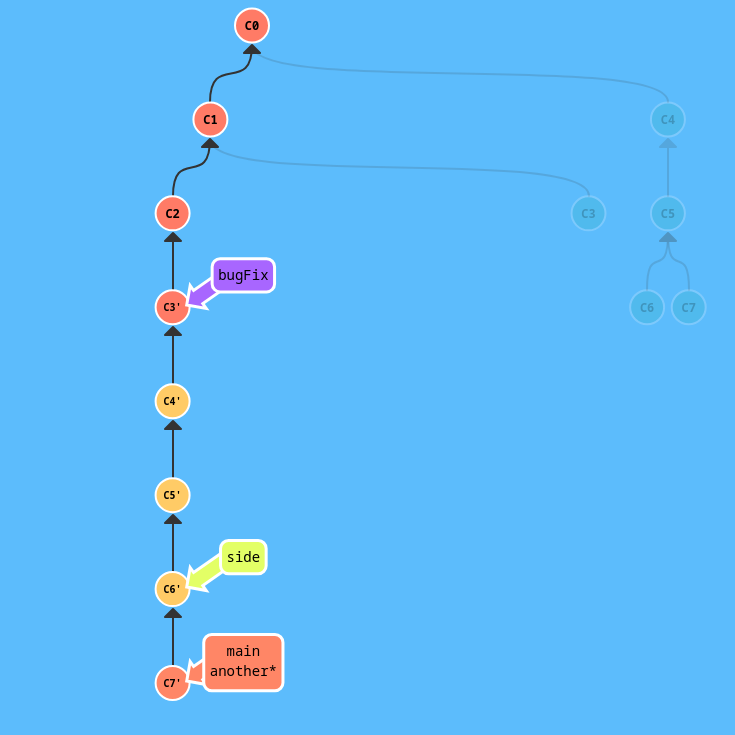 C0
C1
C4
C2
C3
C5
bugFix
C3'
C6
C7
C4'
C5'
side
C6'
main
another*
C7'